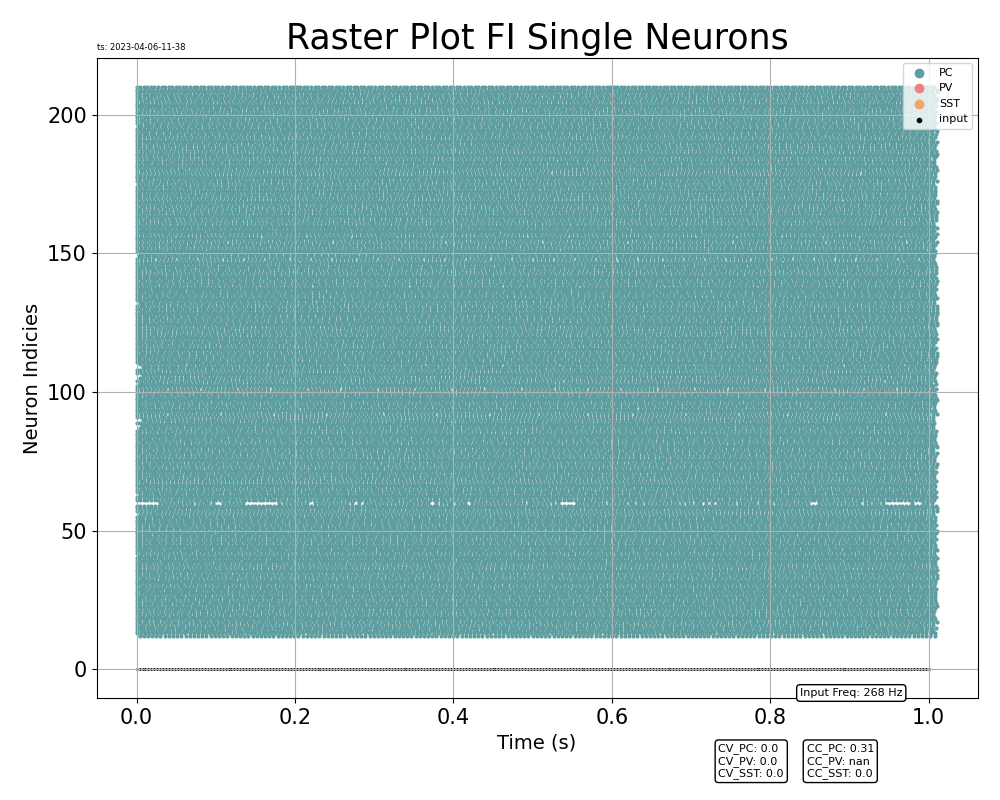 Raster Plot FI Single Neurons
ts: 2023-04-06-11-38
PC
PV
SST
input
200
150
100
50
0
Neuron Indicies
Input Freq: 268 Hz
0.0 0.2 0.4 0.6 0.8 1.0
Time (s)
CV_PC: 0.0
CV_PV: 0.0
CV_SST: 0.0
CC_PC: 0.31
CC_PV: nan
CC_SST: 0.0